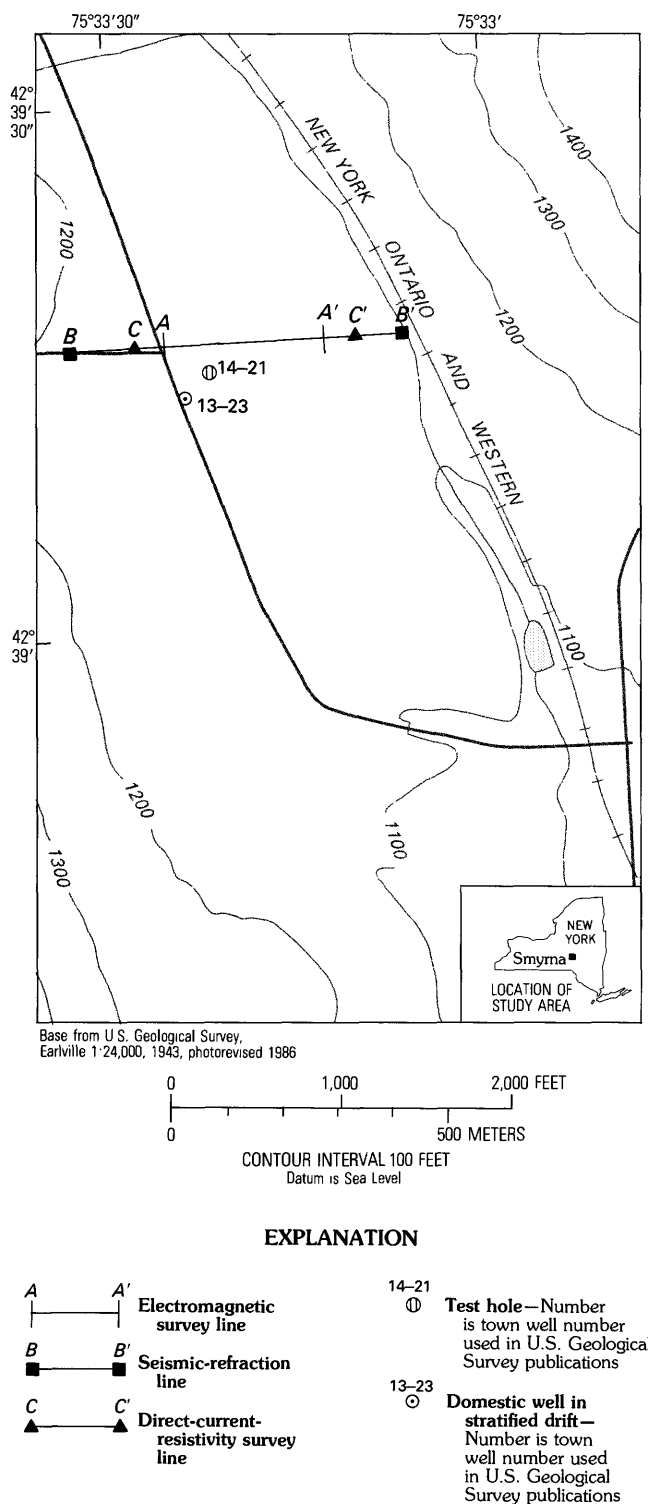 75°33'30"
75°33'
42°
39'
30"
NEW YORK
ONTARIO
AND
WESTERN
1400
1300
1200
1200
B
C
A
A'
C'
B'
14–21
13–23
42°
39'
1100
1200
1300
1100
NEW
YORK
Smyrna
LOCATION OF
STUDY AREA
Base from U.S. Geological Survey,
Earlville 1:24,000, 1943, photorevised 1986
0 1,000 2,000 FEET
0 500 METERS
CONTOUR INTERVAL 100 FEET
Datum is Sea Level
EXPLANATION
A A'
Electromagnetic
survey line
B B'
Seismic-refraction
line
C C'
Direct-current-
resistivity survey
line
14–21
Test hole—Number
is town well number
used in U.S. Geological
Survey publications
13–23
Domestic well in
stratified drift—
Number is town
well number used
in U.S. Geological
Survey publications